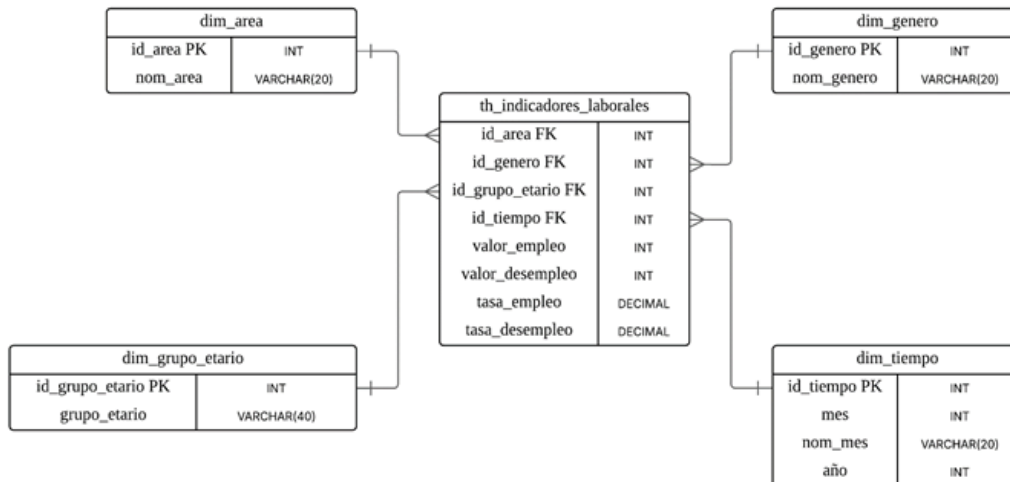 dim_area
id_area PK INT
nom_area VARCHAR(20)
dim_genero
id_genero PK INT
nom_genero VARCHAR(20)
th_indicadores_laborales
id_area FK INT
id_genero FK INT
id_grupo_etario FK INT
id_tiempo FK INT
valor_empleo INT
valor_desempleo INT
tasa_empleo DECIMAL
tasa_desempleo DECIMAL
dim_grupo_etario
id_grupo_etario PK INT
grupo_etario VARCHAR(40)
dim_tiempo
id_tiempo PK INT
mes INT
nom_mes VARCHAR(20)
año INT